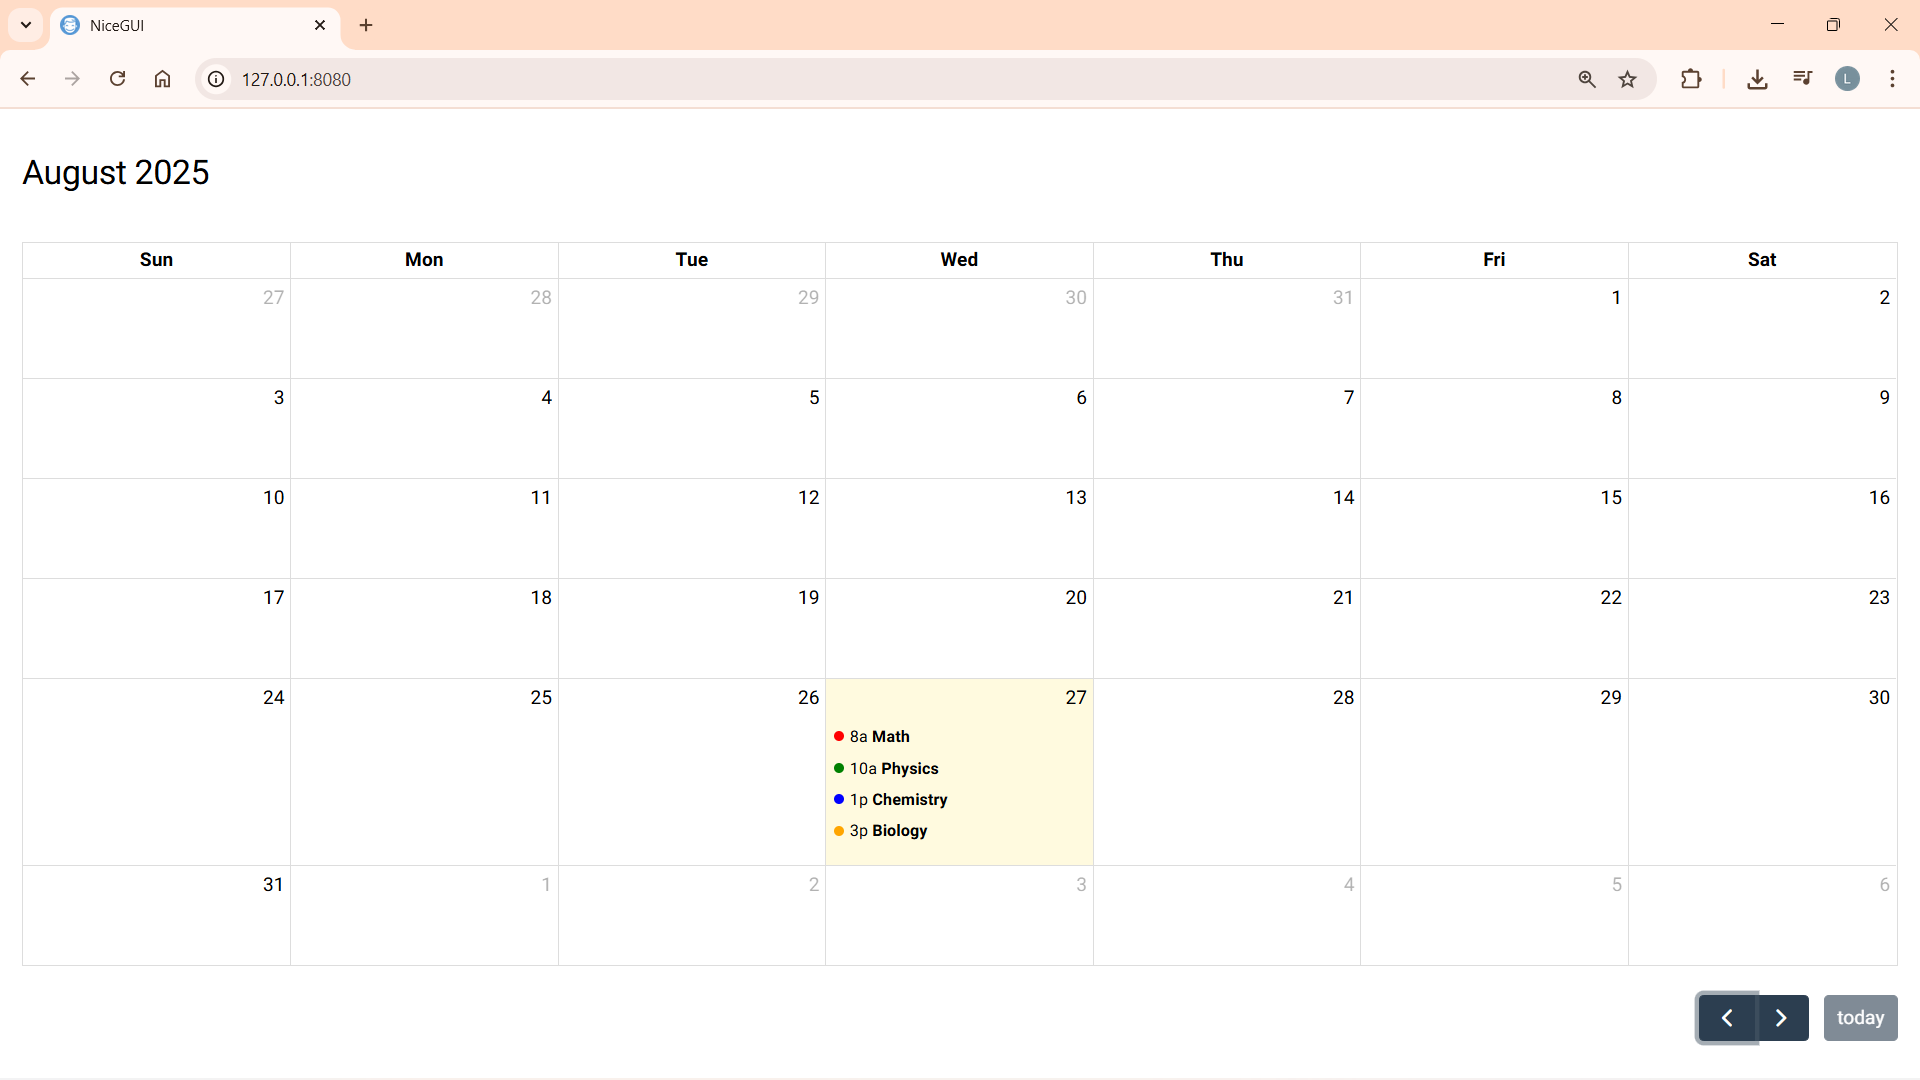 NiceGUI
127.0.0.1:8080
L
August 2025
Sun Mon Tue Wed Thu Fri Sat
27 28 29 30 31 1 2
3 4 5 6 7 8 9
10 11 12 13 14 15 16
17 18 19 20 21 22 23
24 25 26 27 28 29 30
8a Math
10a Physics
1p Chemistry
3p Biology
31 1 2 3 4 5 6
today